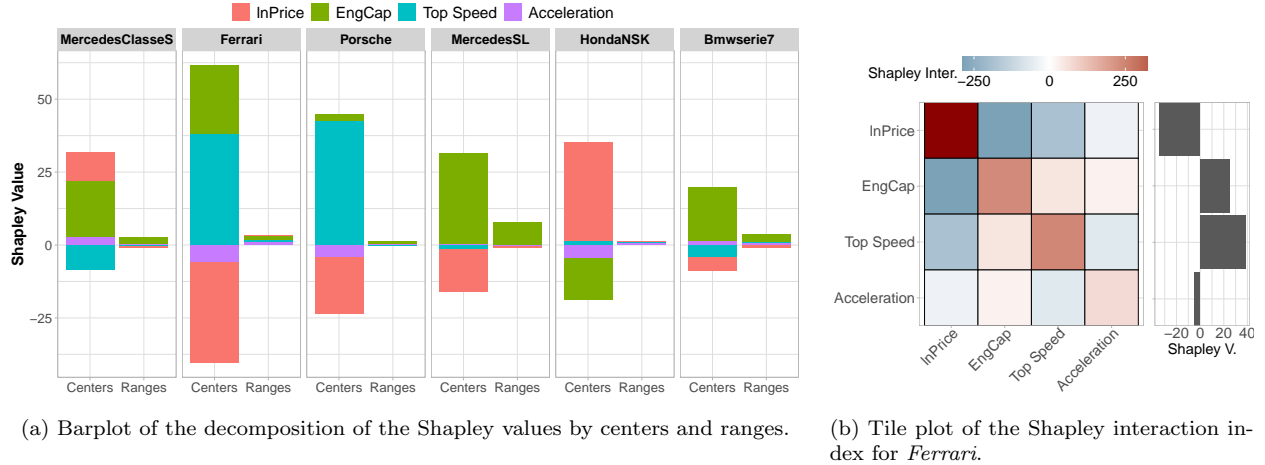 lnPrice EngCap Top Speed Acceleration
MercedesClasseS Ferrari Porsche MercedesSL HondaNSK Bmwserie7
Shapley Value
50
25
0
−25
Centers Ranges Centers Ranges Centers Ranges Centers Ranges Centers Ranges Centers Ranges
(a) Barplot of the decomposition of the Shapley values by centers and ranges.
Shapley Inter.
−250 0 250
lnPrice
EngCap
Top Speed
Acceleration
lnPrice EngCap Top Speed Acceleration
−20 0 20 40
Shapley V.
(b) Tile plot of the Shapley interaction in-
dex for Ferrari.